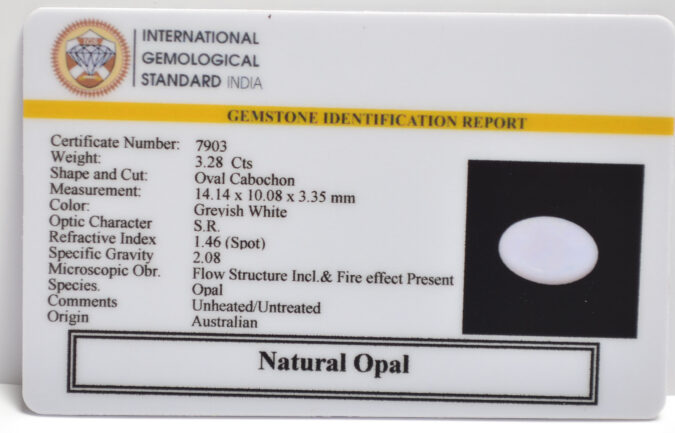 INTERNATIONAL
GEMOLOGICAL
STANDARD INDIA
GEMSTONE IDENTIFICATION REPORT
Certificate Number: 7903
Weight: 3.28 Cts
Shape and Cut: Oval Cabochon
Measurement: 14.14 x 10.08 x 3.35 mm
Color: Greyish White
Optic Character S.R.
Refractive Index 1.46 (Spot)
Specific Gravity 2.08
Microscopic Obr. Flow Structure Incl.& Fire effect Present
Species. Opal
Comments Unheated/Untreated
Origin Australian
Natural Opal